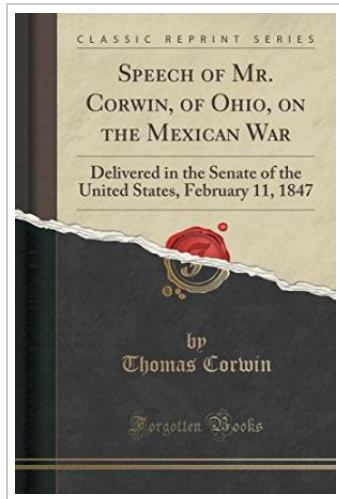 CLASSIC REPRINT SERIES
SPEECH OF MR.
CORWIN, OF OHIO, ON
THE MEXICAN WAR
Delivered in the Senate of the
United States, February 11, 1847
by
Thomas Corwin
Forgotten Books